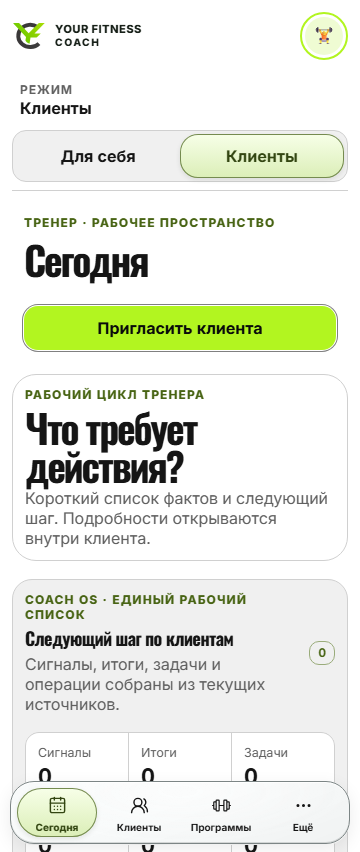 YOUR FITNESS
COACH
РЕЖИМ
Клиенты
Для себя
Клиенты
ТРЕНЕР · РАБОЧЕЕ ПРОСТРАНСТВО
Сегодня
Пригласить клиента
РАБОЧИЙ ЦИКЛ ТРЕНЕРА
Что требует
действия?
Короткий список фактов и следующий
шаг. Подробности открываются
внутри клиента.
COACH OS · ЕДИНЫЙ РАБОЧИЙ
СПИСОК
Следующий шаг по клиентам
0
Сигналы, итоги, задачи и
операции собраны из текущих
источников.
Сигналы
Итоги
Задачи
0
0
0
Сегодня
Клиенты
Программы
Ещё